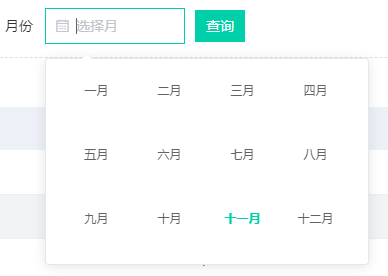 月份 选择月 查询
一月 二月 三月 四月
五月 六月 七月 八月
九月 十月 十一月 十二月